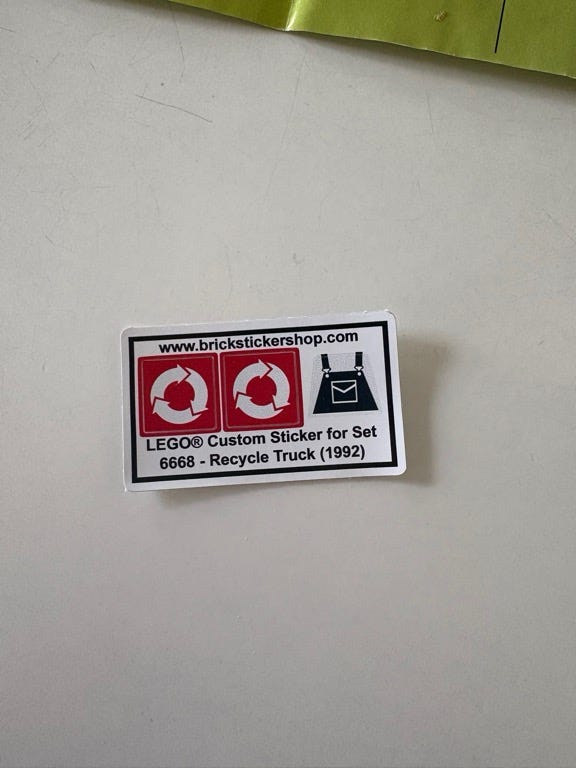 www.brickstickershop.com
LEGO® Custom Sticker for Set
6668 - Recycle Truck (1992)